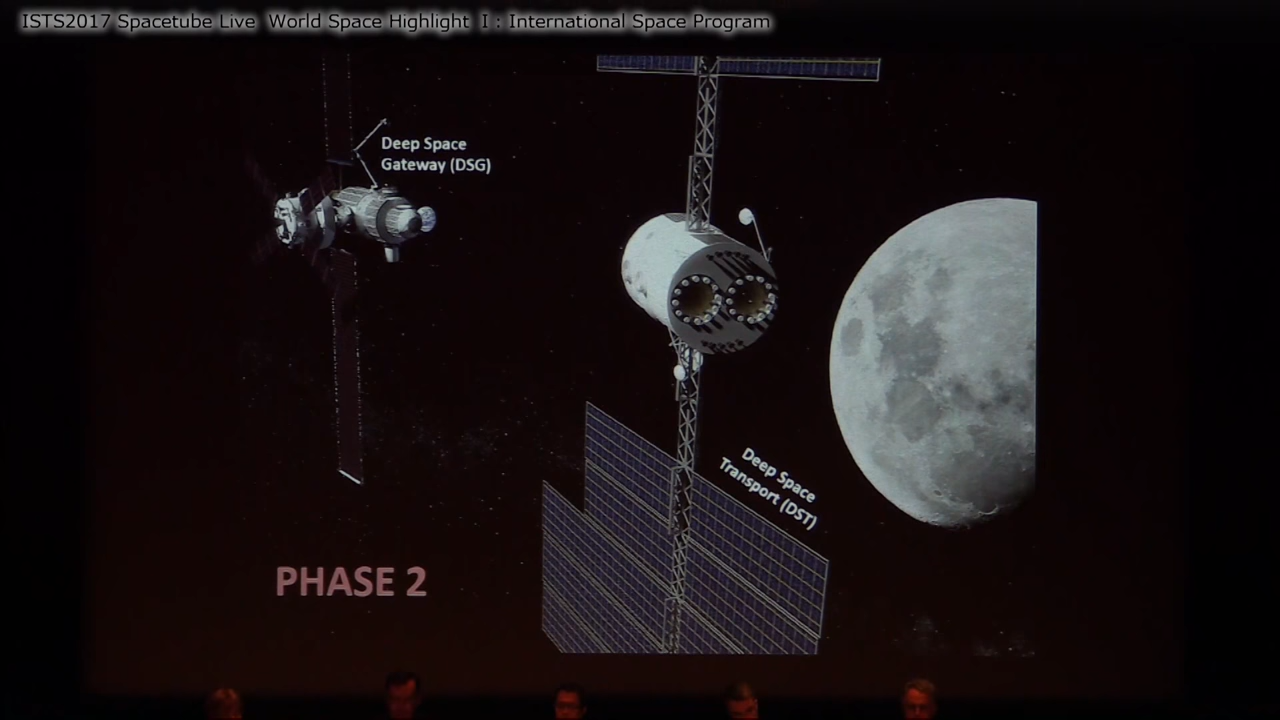 ISTS2017 Spacetube Live World Space Highlight I : International Space Program
Deep Space
Gateway (DSG)
Deep Space
Transport (DST)
PHASE 2